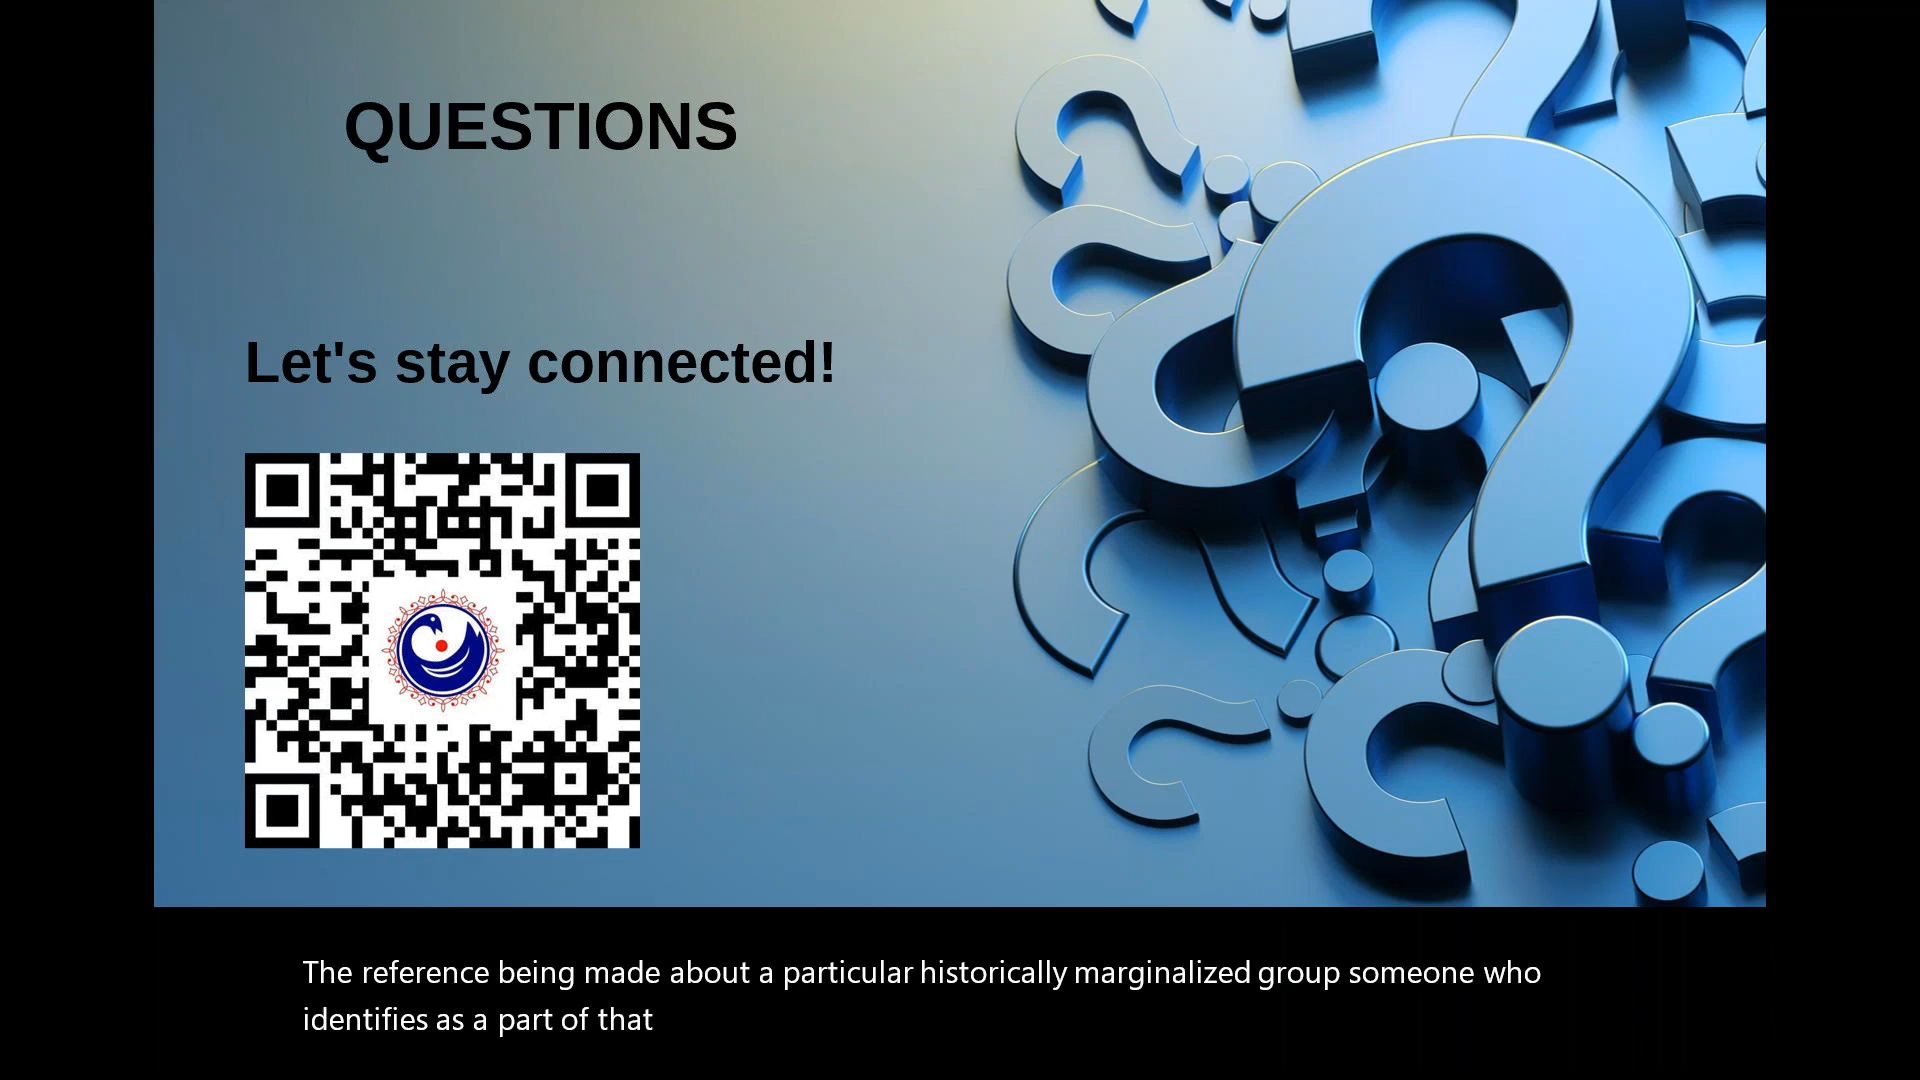 QUESTIONS
Let's stay connected!
The reference being made about a particular historically marginalized group someone who
identifies as a part of that